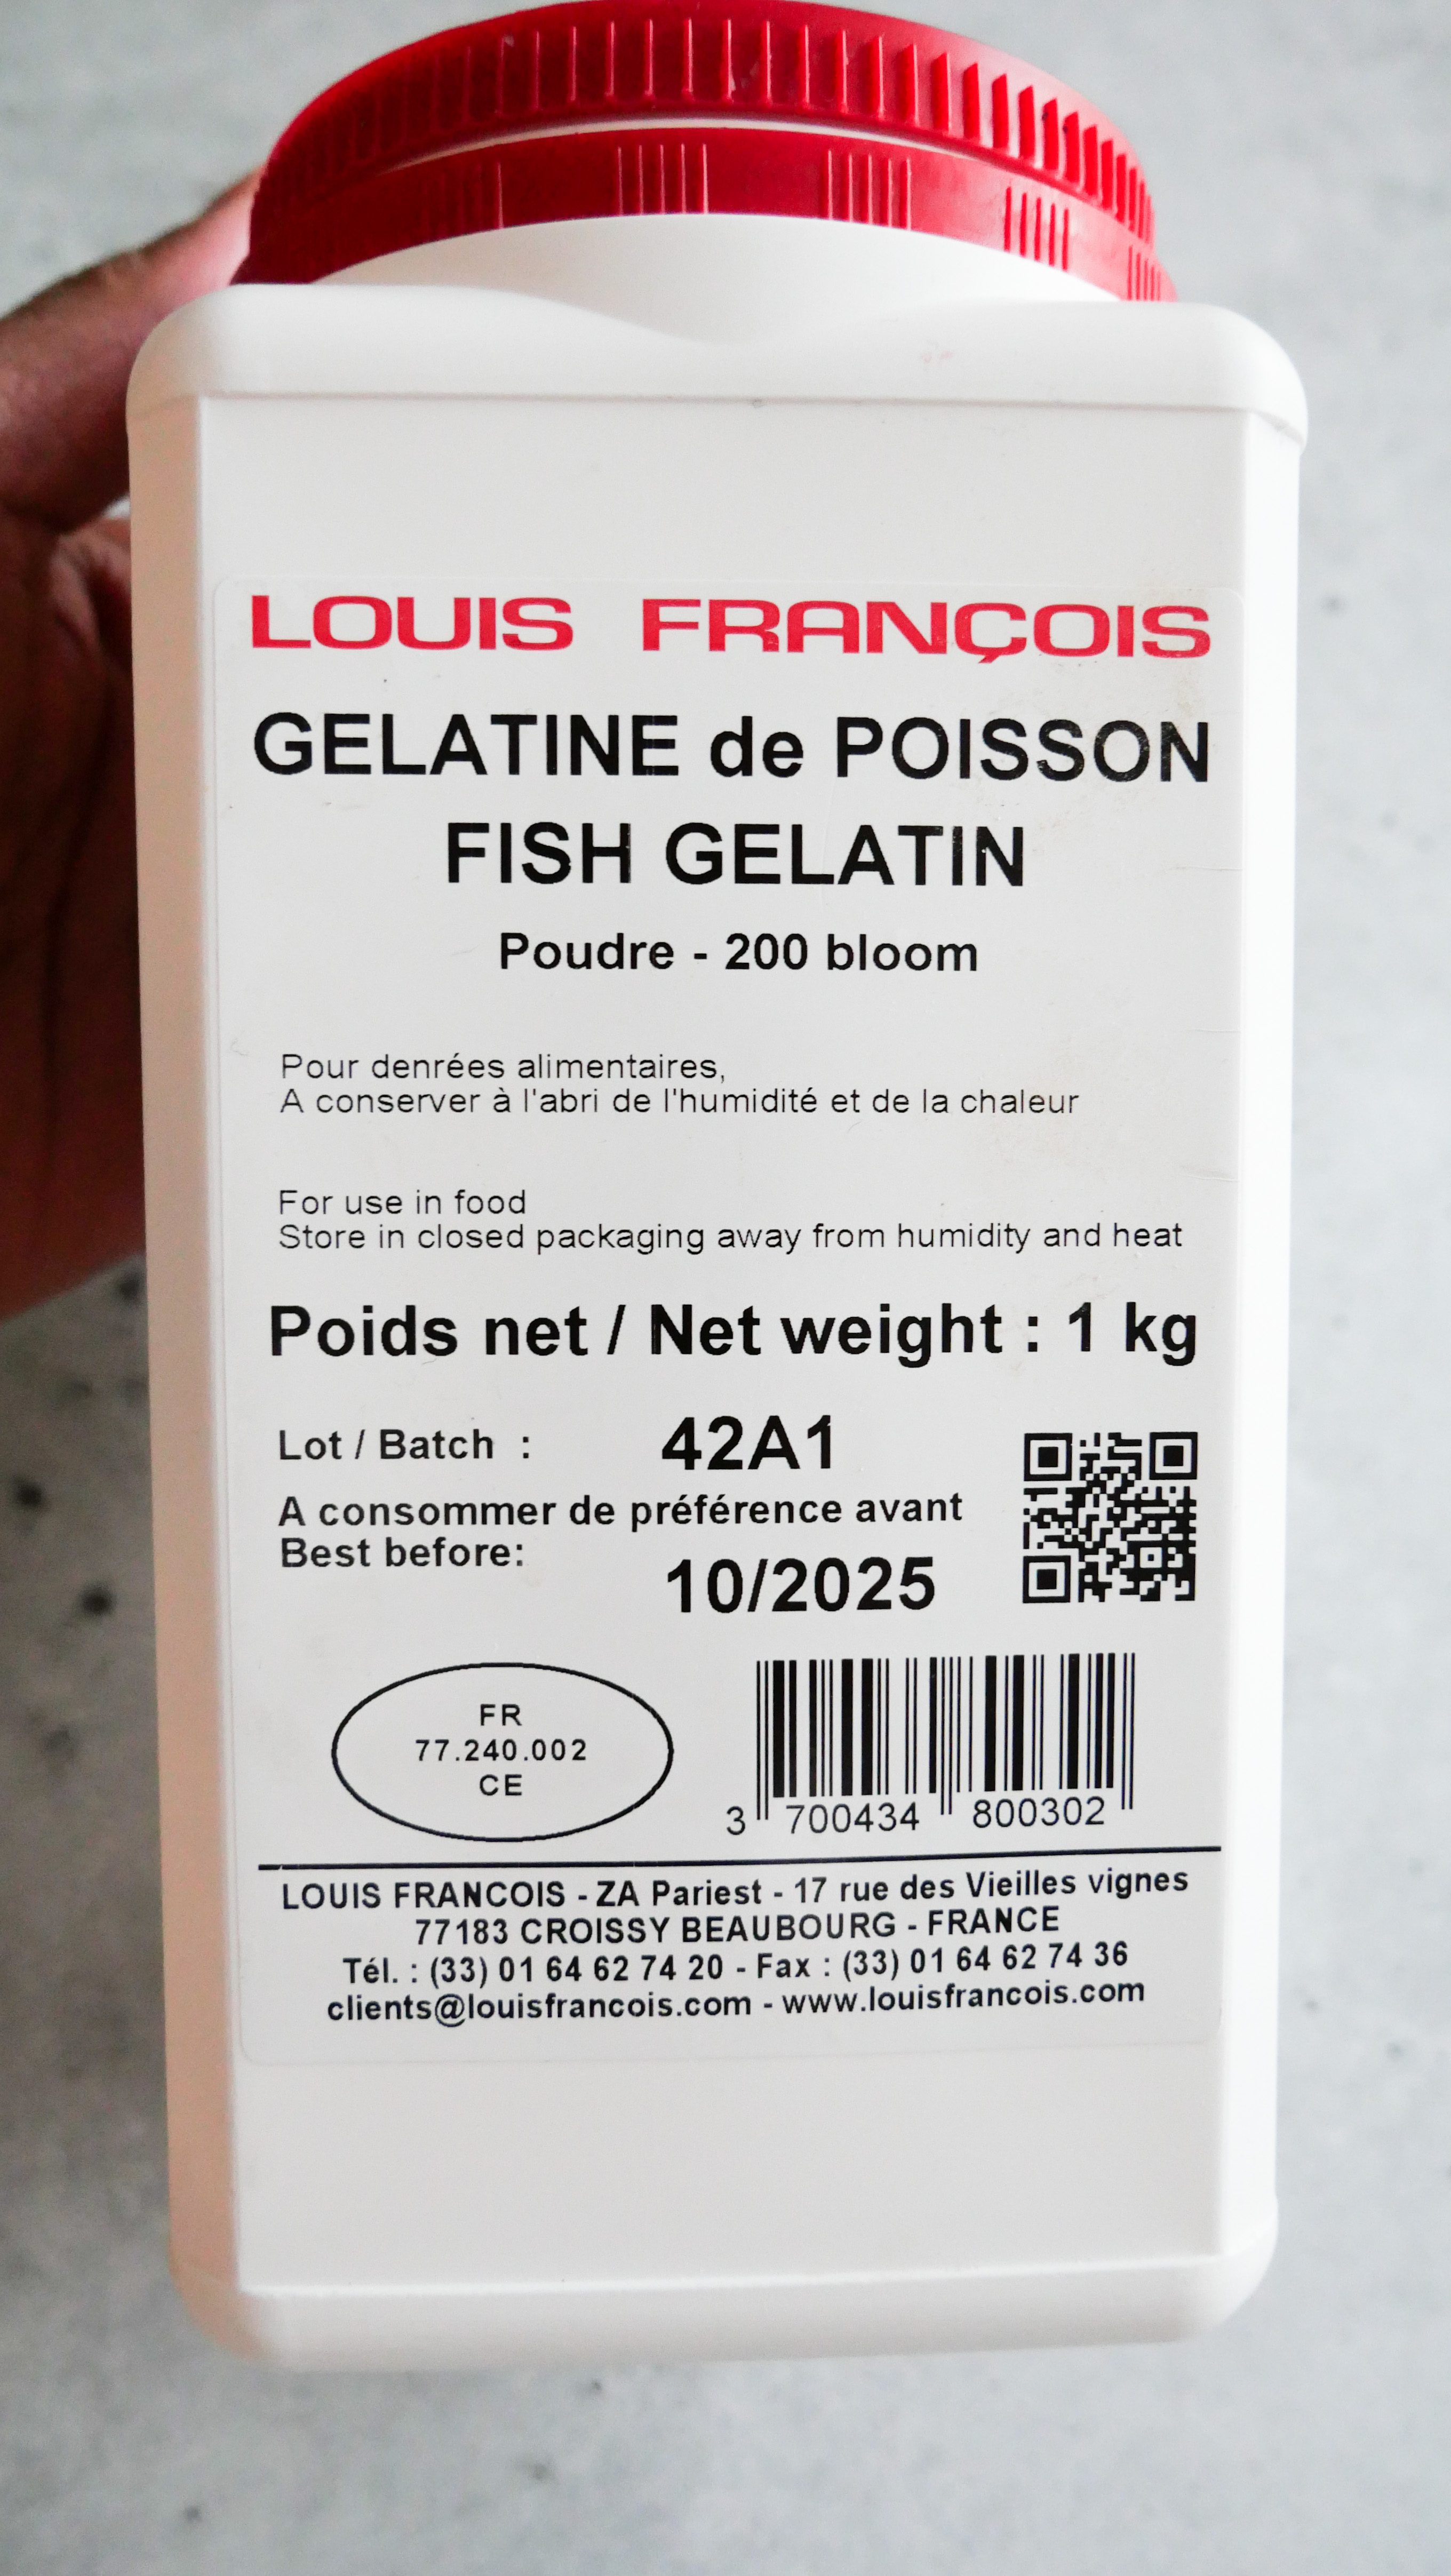 LOUIS FRANÇOIS
GELATINE de POISSON
FISH GELATIN
Poudre - 200 bloom
Pour denrées alimentaires,
A conserver à l'abri de l'humidité et de la chaleur
For use in food
Store in closed packaging away from humidity and heat
Poids net / Net weight : 1 kg
Lot / Batch : 42A1
A consommer de préférence avant
Best before:
10/2025
FR
77.240.002
CE
3 700434 800302
LOUIS FRANCOIS - ZA Pariest - 17 rue des Vieilles vignes
77183 CROISSY BEAUBOURG - FRANCE
Tél. : (33) 01 64 62 74 20 - Fax : (33) 01 64 62 74 36
clients@louisfrancois.com - www.louisfrancois.com